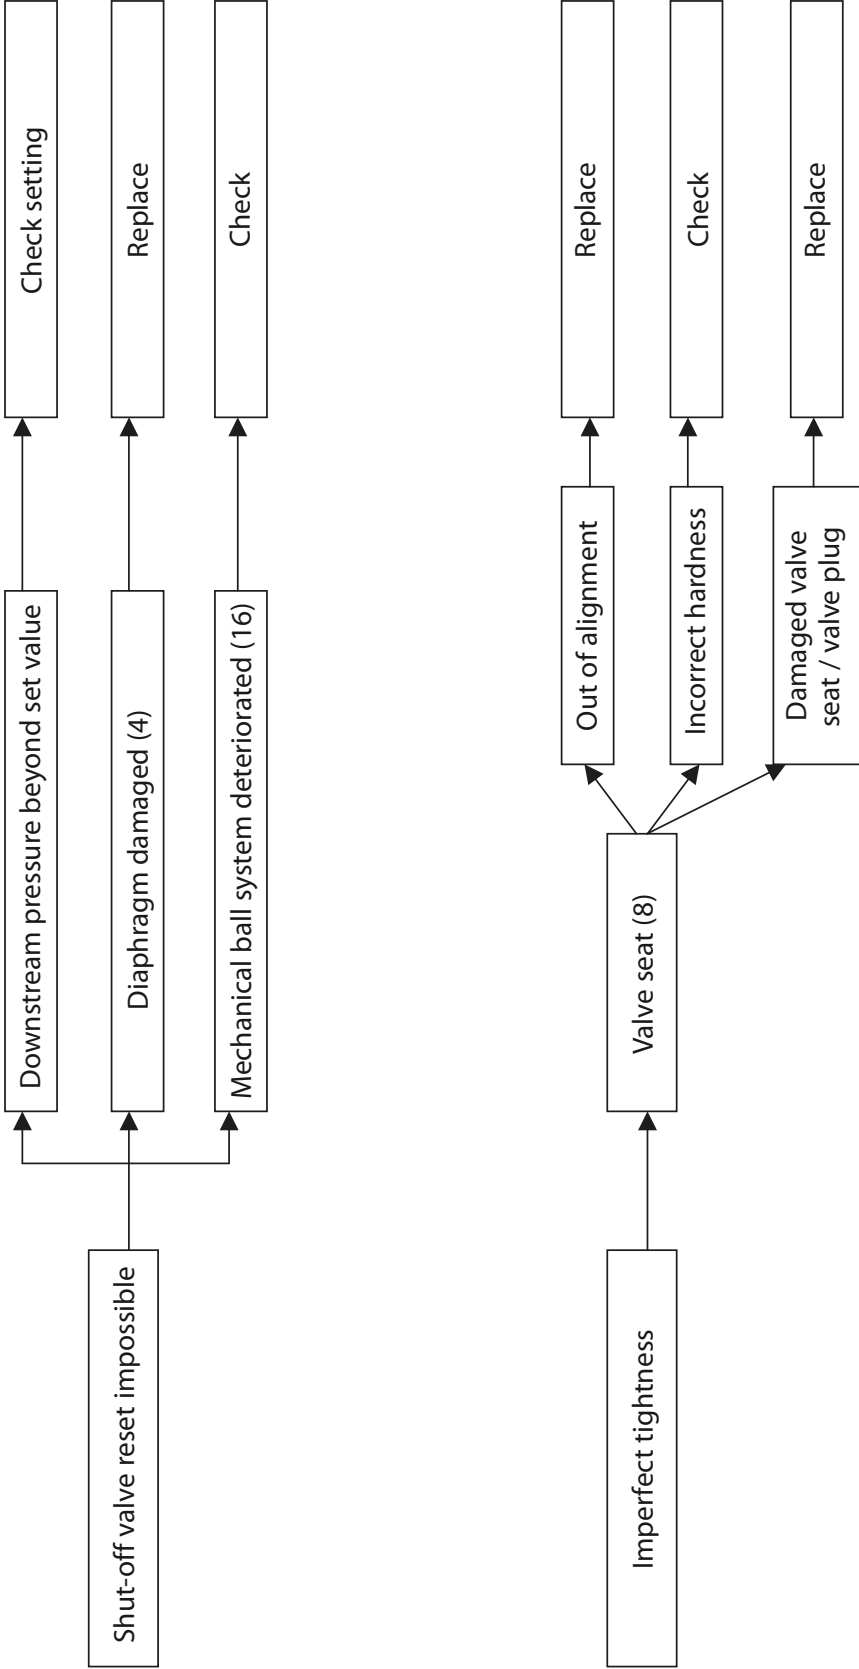 Shut-off valve reset impossible
Downstream pressure beyond set value
Check setting
Diaphragm damaged (4)
Replace
Mechanical ball system deteriorated (16)
Check
Imperfect tightness
Valve seat (8)
Out of alignment
Replace
Incorrect hardness
Check
Damaged valve
seat / valve plug
Replace